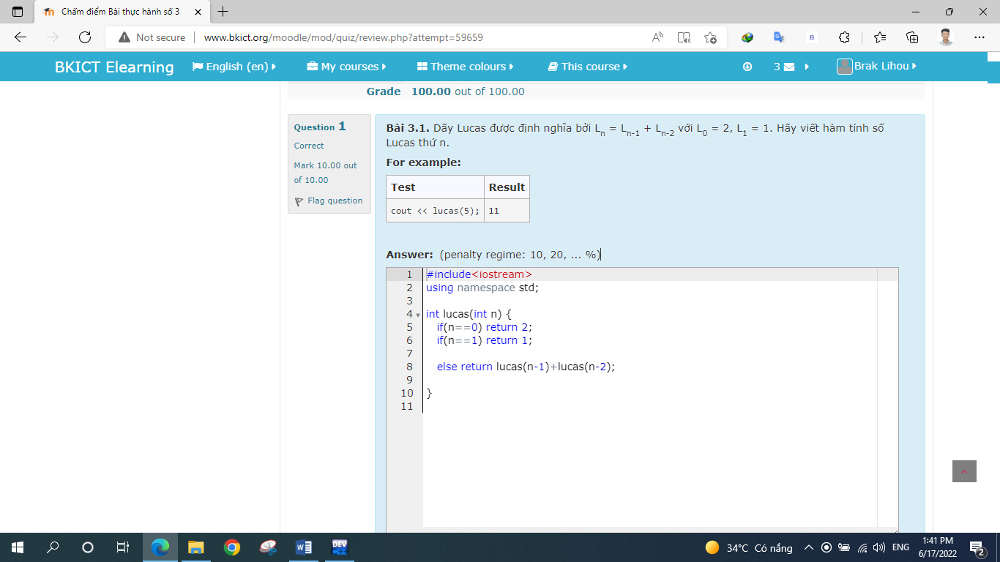 Chấm điểm Bài thực hành số 3
Not secure
www.bkict.org/moodle/mod/quiz/review.php?attempt=59659
BKICT Elearning
English (en)
My courses
Theme colours
This course
3
Brak Lihou
Grade 100.00 out of 100.00
Question 1
Correct
Mark 10.00 out
of 10.00
Flag question
Bài 3.1. Dãy Lucas được định nghĩa bởi Ln = Ln-1 + Ln-2 với L0 = 2, L1 = 1. Hãy viết hàm tính số
Lucas thứ n.
For example:
Test Result
cout << lucas(5); 11
Answer: (penalty regime: 10, 20, ... %)
1 #include<iostream>
2 using namespace std;
3
4 int lucas(int n) {
5 if(n==0) return 2;
6 if(n==1) return 1;
7
8 else return lucas(n-1)+lucas(n-2);
9
10 }
11
DEV
34°C Có nắng
ENG
1:41 PM
6/17/2022
2